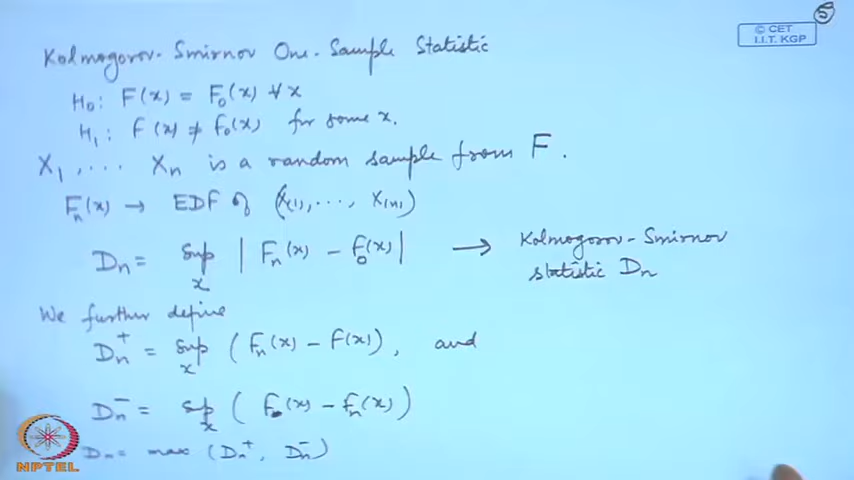 5
© CET
I.I.T. KGP
Kolmogorov-Smirnov One-Sample Statistic
H₀: F(x) = F₀(x) ∀ x
H₁: F(x) ≠ F₀(x) for some x.
X₁, .... Xₙ is a random sample from F.
Fₙ(x) → EDF of (X₍₁₎, ..., X₍ₙ₎)
Dₙ = sup | Fₙ(x) - F₀(x) | → Kolmogorov-Smirnov
x
statistic Dₙ
We further define
Dₙ⁺ = sup ( Fₙ(x) - F(x) ), and
x
Dₙ⁻ = sup ( F₀(x) - Fₙ(x) )
x
Dₙ = max (Dₙ⁺, Dₙ⁻)
NPTEL